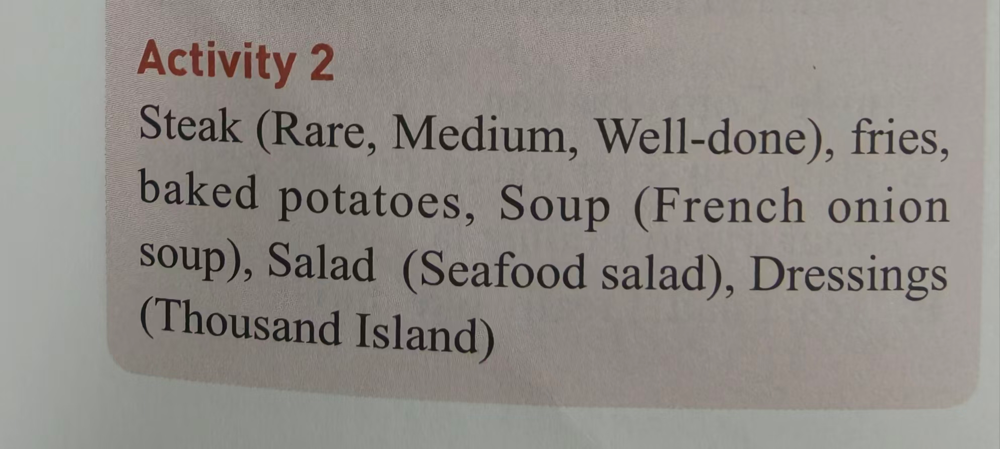 Activity 2
Steak (Rare, Medium, Well-done), fries,
baked potatoes, Soup (French onion
soup), Salad (Seafood salad), Dressings
(Thousand Island)